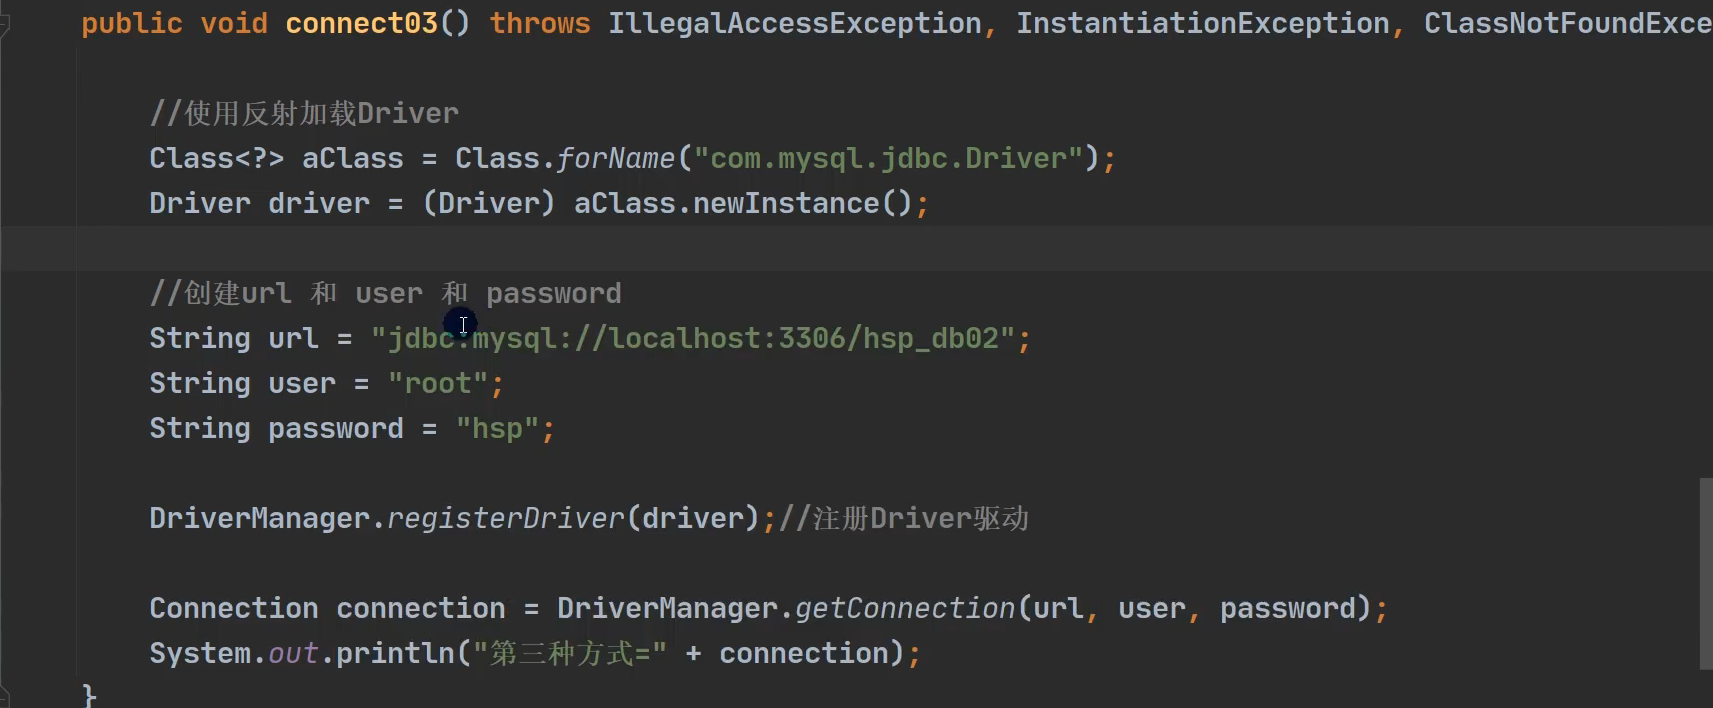 public void connect03() throws IllegalAccessException, InstantiationException, ClassNotFoundExce
//使用反射加载Driver
Class<?> aClass = Class.forName("com.mysql.jdbc.Driver");
Driver driver = (Driver) aClass.newInstance();
//创建url 和 user 和 password
String url = "jdbc:mysql://localhost:3306/hsp_db02";
String user = "root";
String password = "hsp";
DriverManager.registerDriver(driver);//注册Driver驱动
Connection connection = DriverManager.getConnection(url, user, password);
System.out.println("第三种方式=" + connection);
}